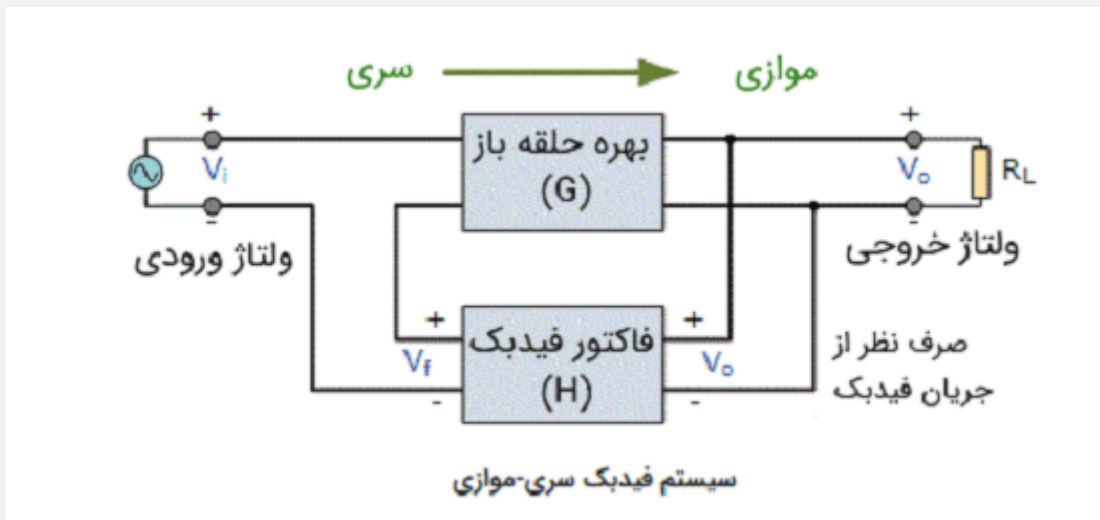 سری
موازی
+
+
Vi
بهره حلقه باز
(G)
Vo
RL
-
-
ولتاژ ورودی
ولتاژ خروجی
+
+
Vf
فاکتور فیدبک
(H)
Vo
-
-
صرف نظر از
جریان فیدبک
سیستم فیدبک سری-موازی